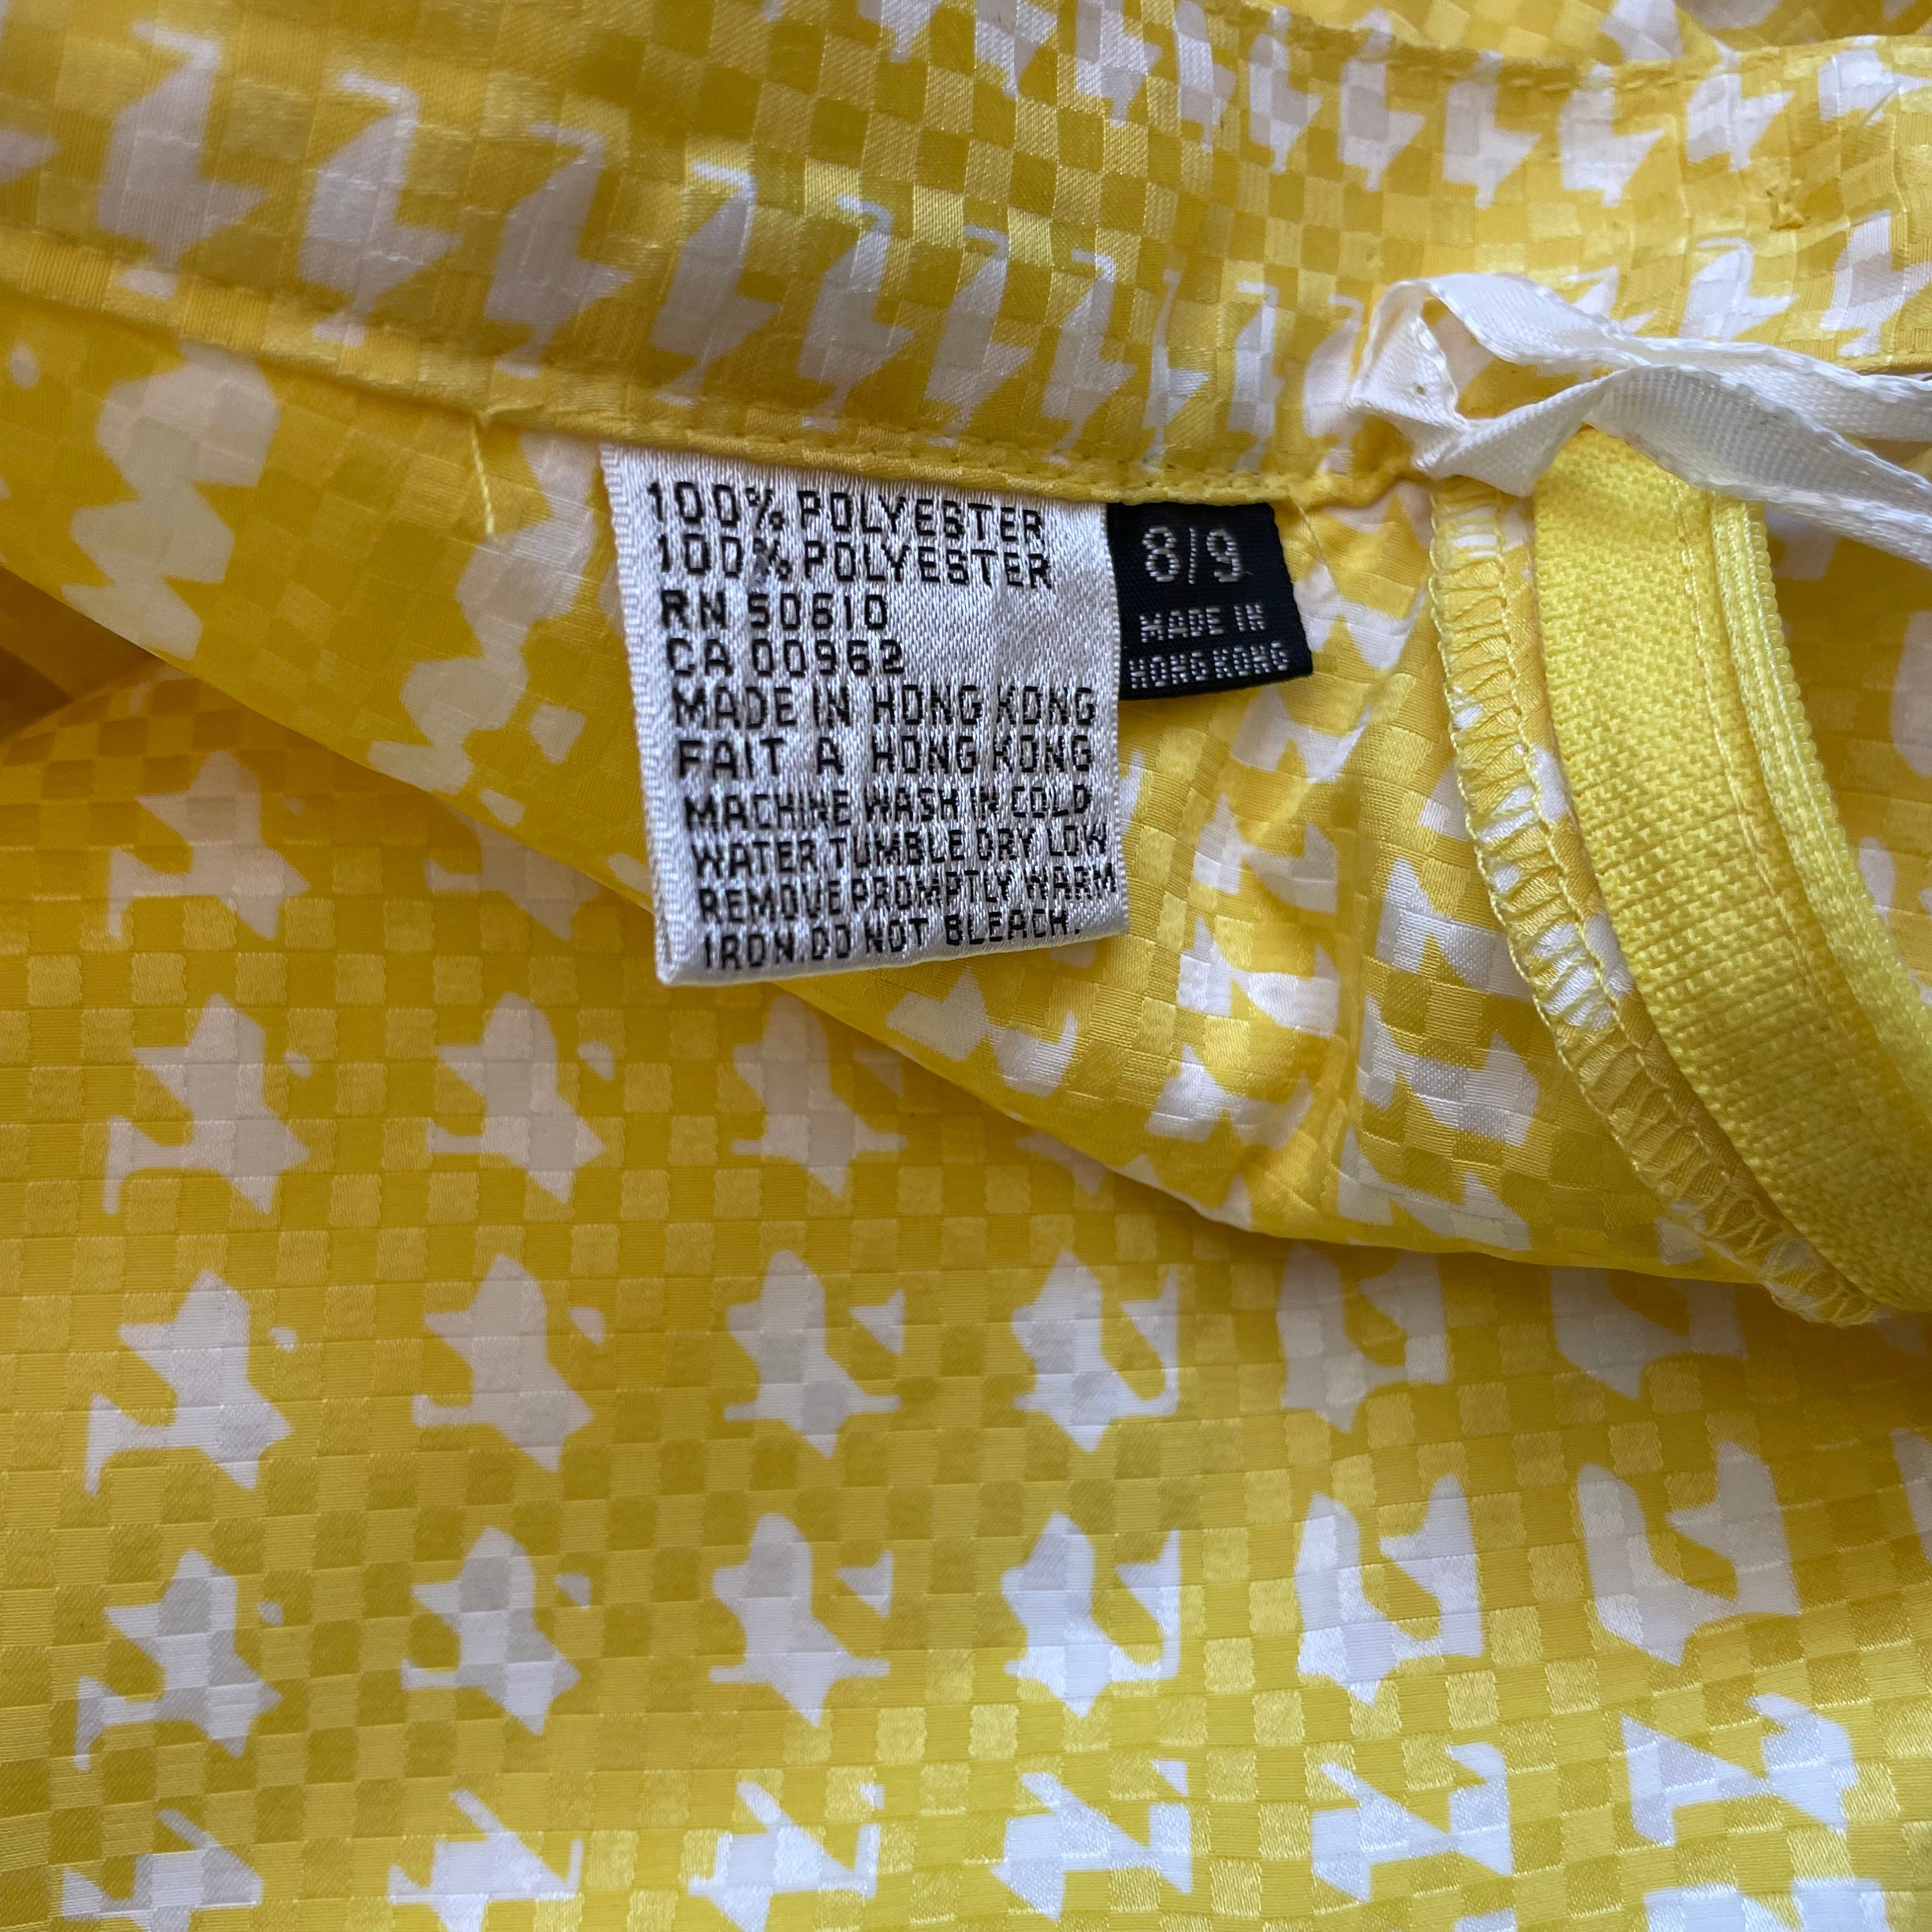 100% POLYESTER
100% POLYESTER
RN 50610
CA 00962
MADE IN HONG KONG
FAIT A HONG KONG
MACHINE WASH IN COLD
WATER TUMBLE DRY LOW
REMOVE PROMPTLY WARM
IRON. DO NOT BLEACH.
8/9
MADE IN
HONG KONG